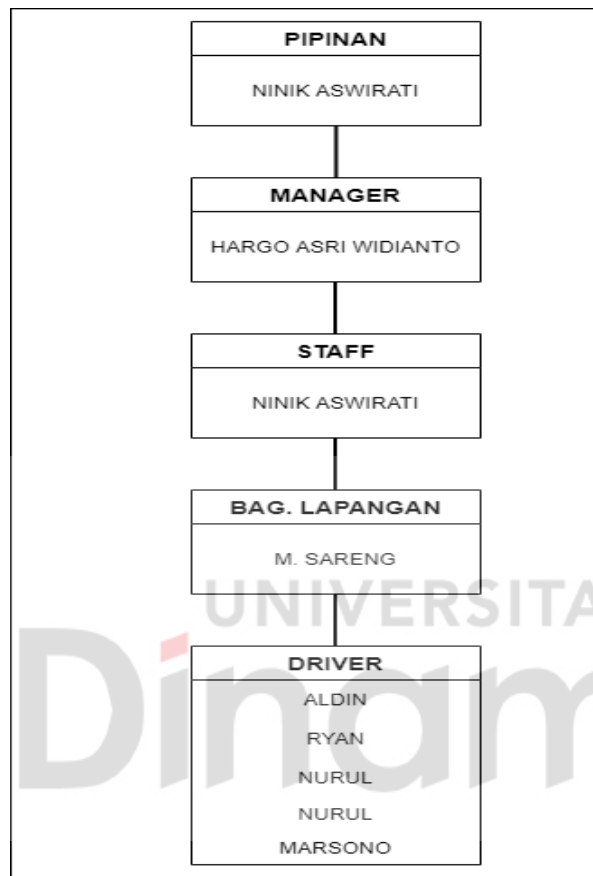 PIPINAN
NINIK ASWIRATI
MANAGER
HARGO ASRI WIDIANTO
STAFF
NINIK ASWIRATI
BAG. LAPANGAN
M. SARENG
UNIVERSITA
Dinam
DRIVER
ALDIN
RYAN
NURUL
NURUL
MARSONO